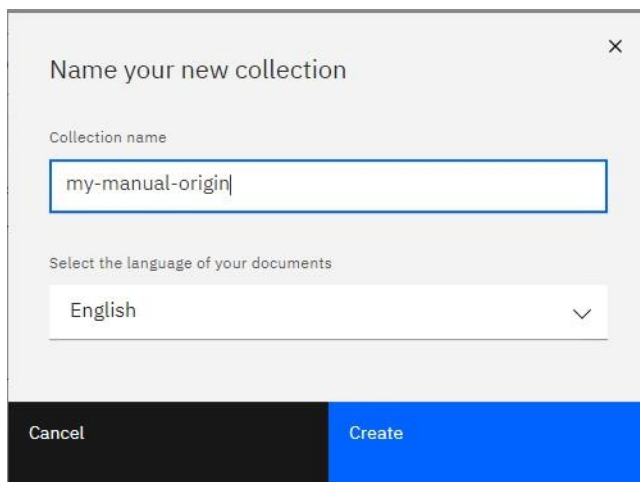 Name your new collection
Collection name
my-manual-origin
Select the language of your documents
English
Cancel
Create